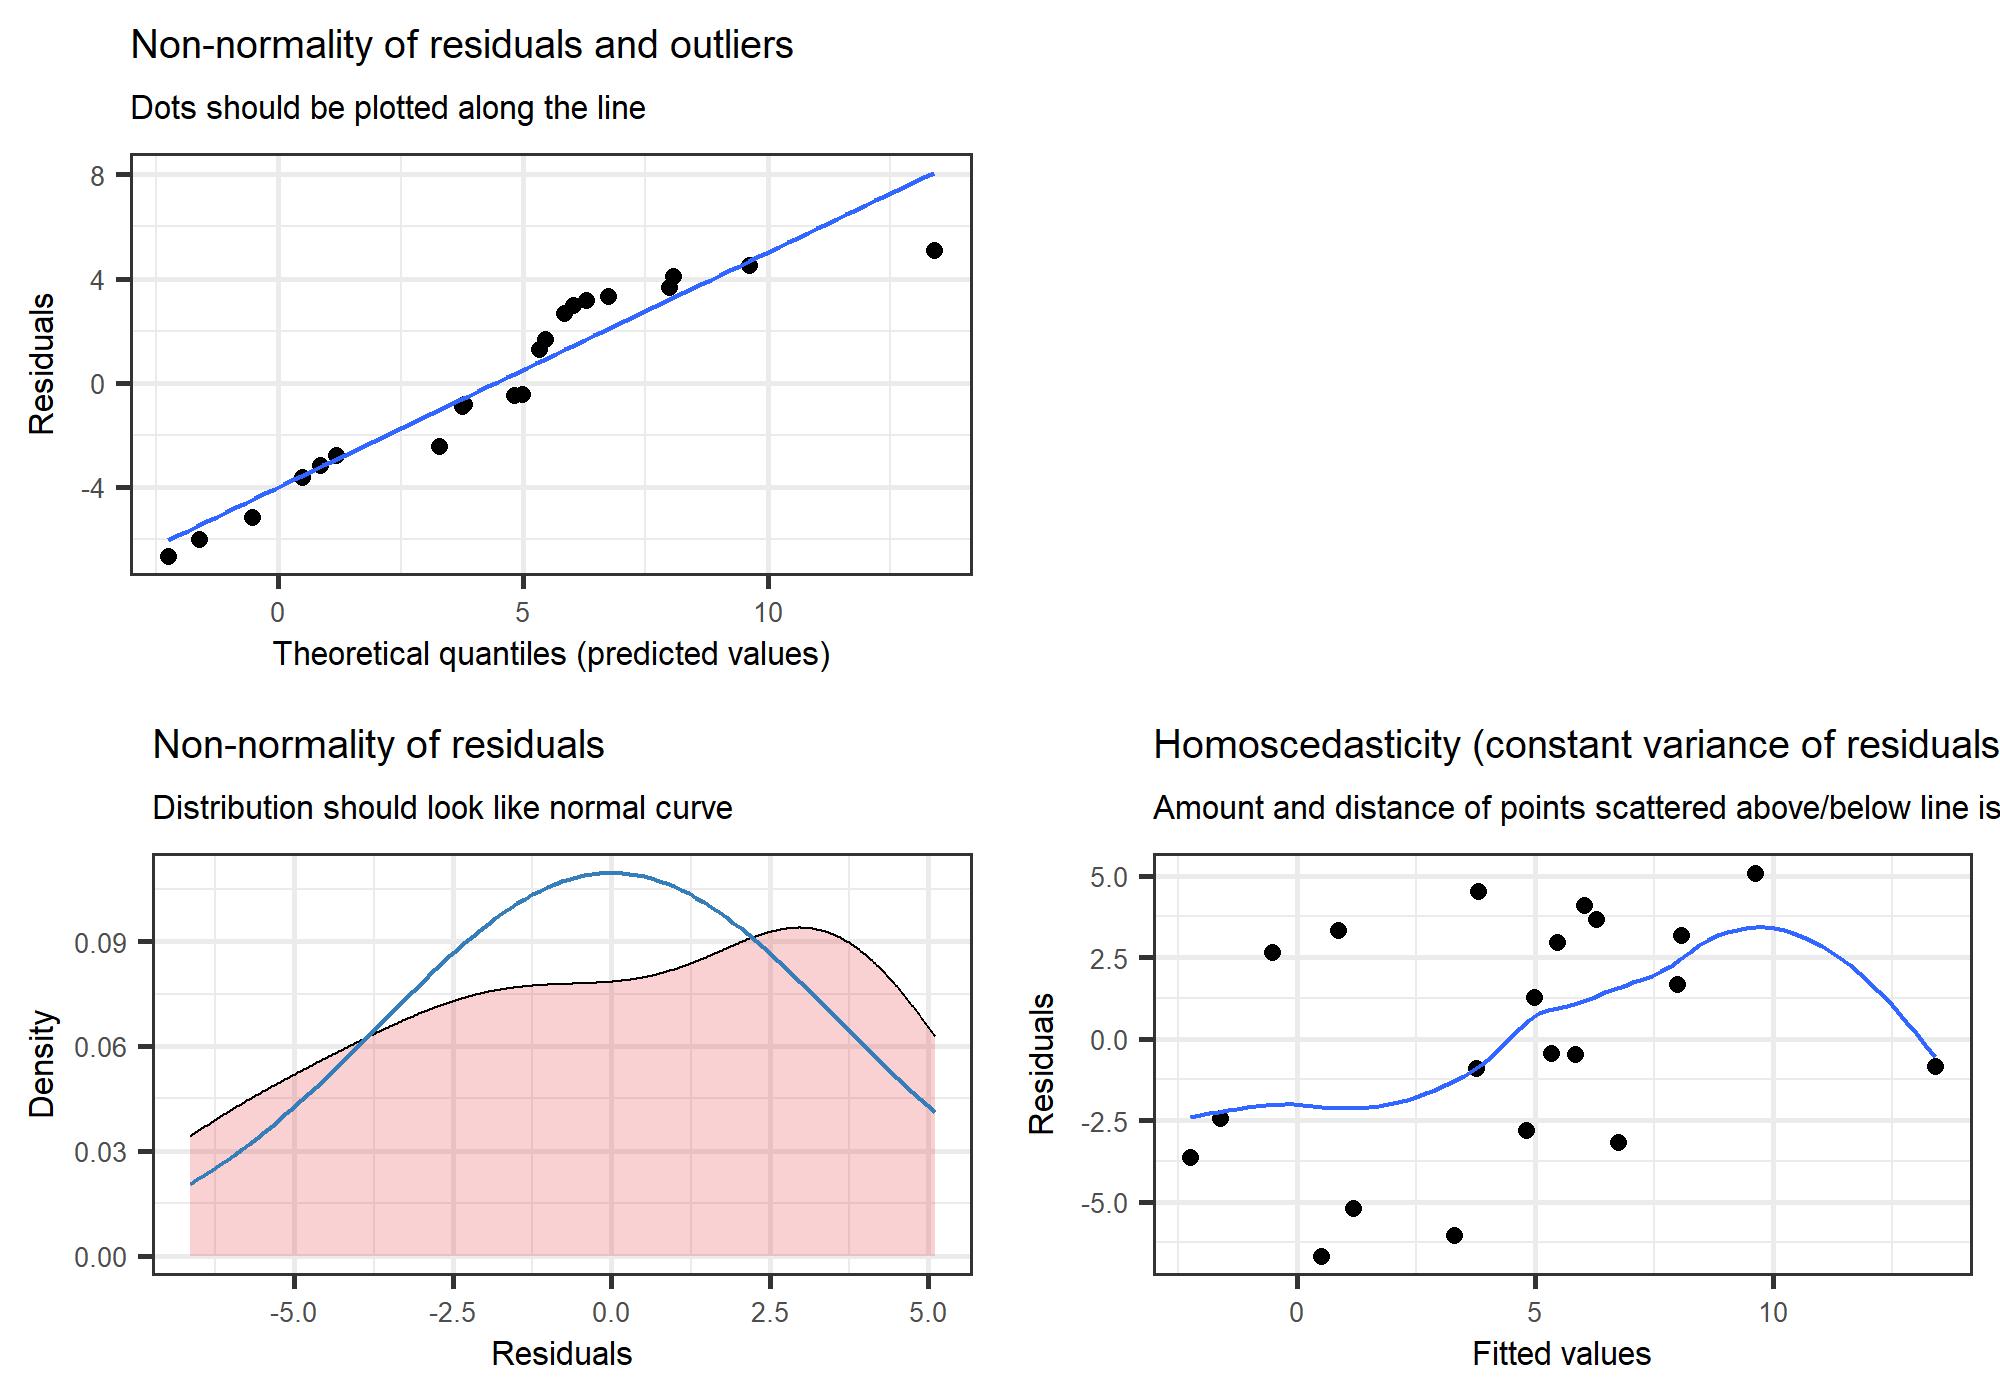 Non-normality of residuals and outliers
Dots should be plotted along the line
8
4
0
-4
Residuals
0 5 10
Theoretical quantiles (predicted values)
Non-normality of residuals
Distribution should look like normal curve
0.09
0.06
0.03
0.00
Density
-5.0 -2.5 0.0 2.5 5.0
Residuals
Homoscedasticity (constant variance of residuals
Amount and distance of points scattered above/below line is
5.0
2.5
0.0
-2.5
-5.0
Residuals
0 5 10
Fitted values